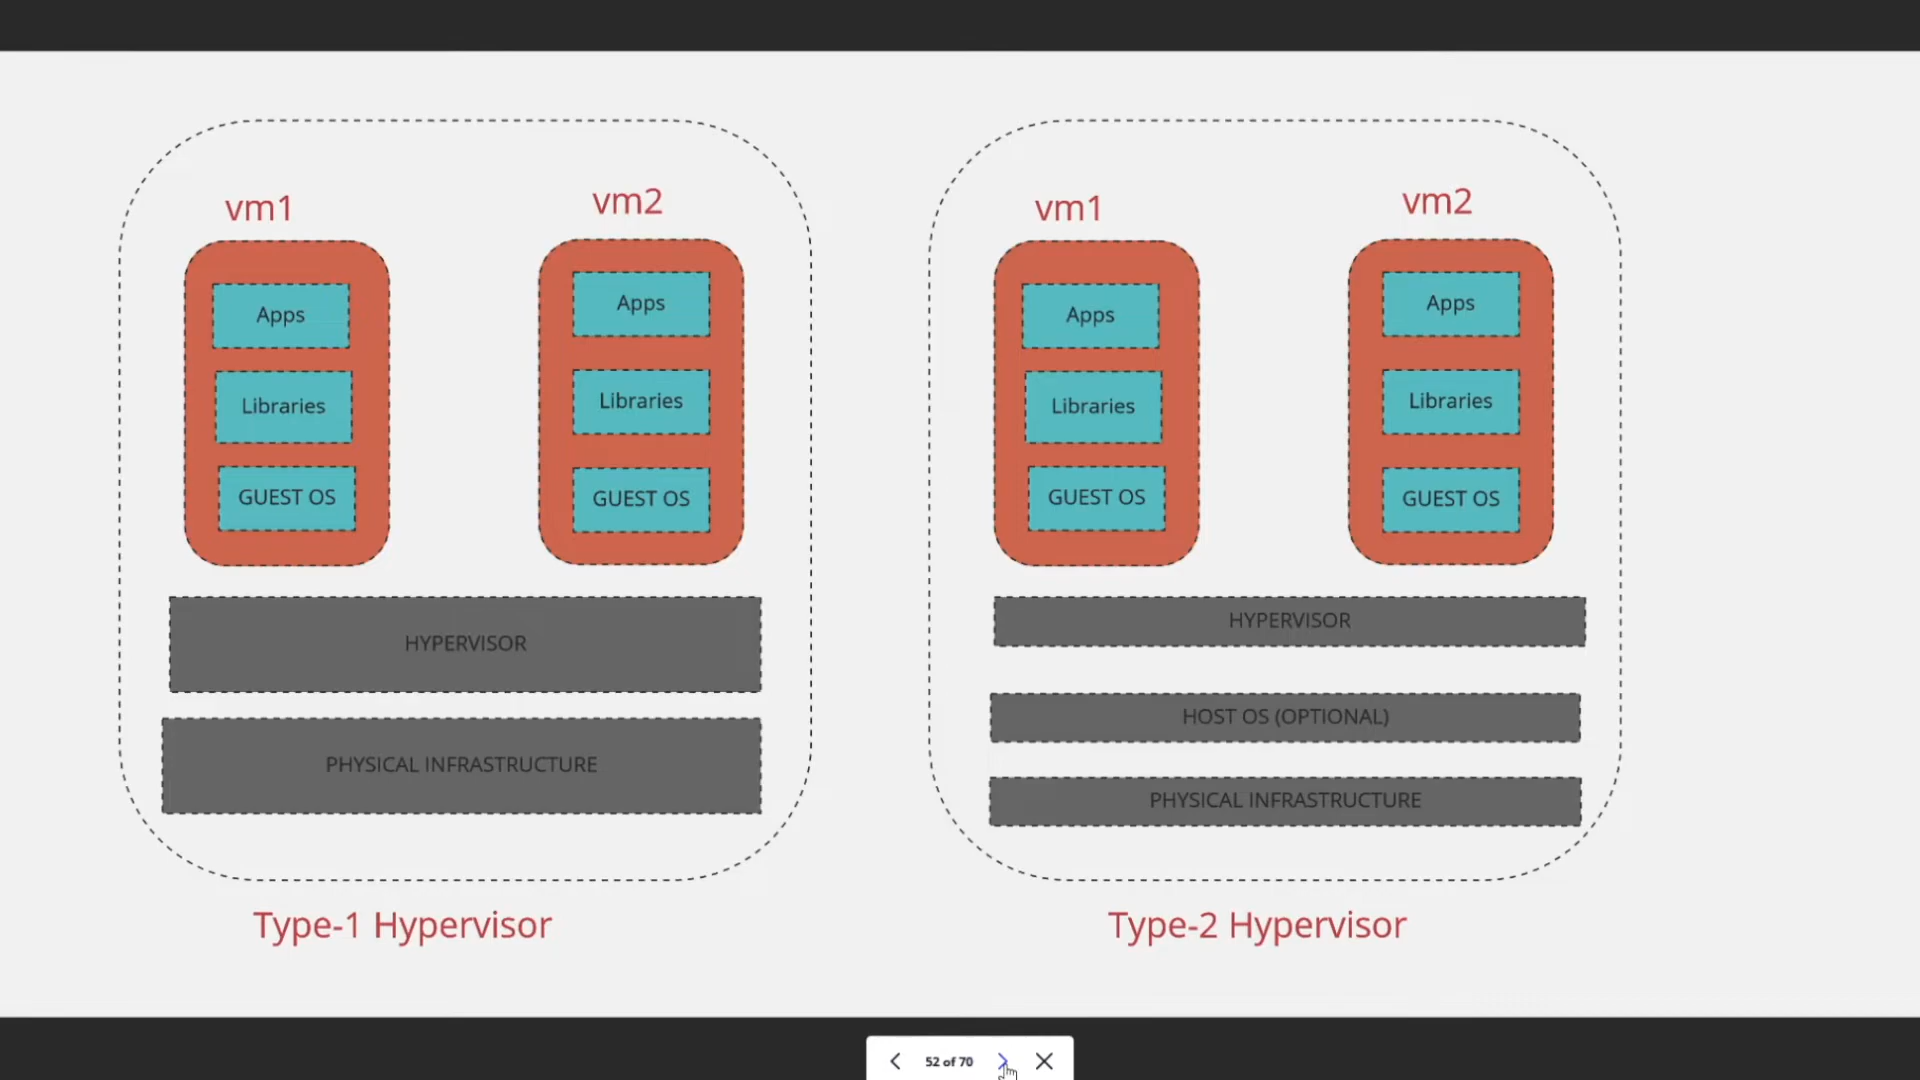 vm1
vm2
Apps
Libraries
GUEST OS
Apps
Libraries
GUEST OS
HYPERVISOR
PHYSICAL INFRASTRUCTURE
Type-1 Hypervisor
vm1
vm2
Apps
Libraries
GUEST OS
Apps
Libraries
GUEST OS
HYPERVISOR
HOST OS (OPTIONAL)
PHYSICAL INFRASTRUCTURE
Type-2 Hypervisor
52 of 70